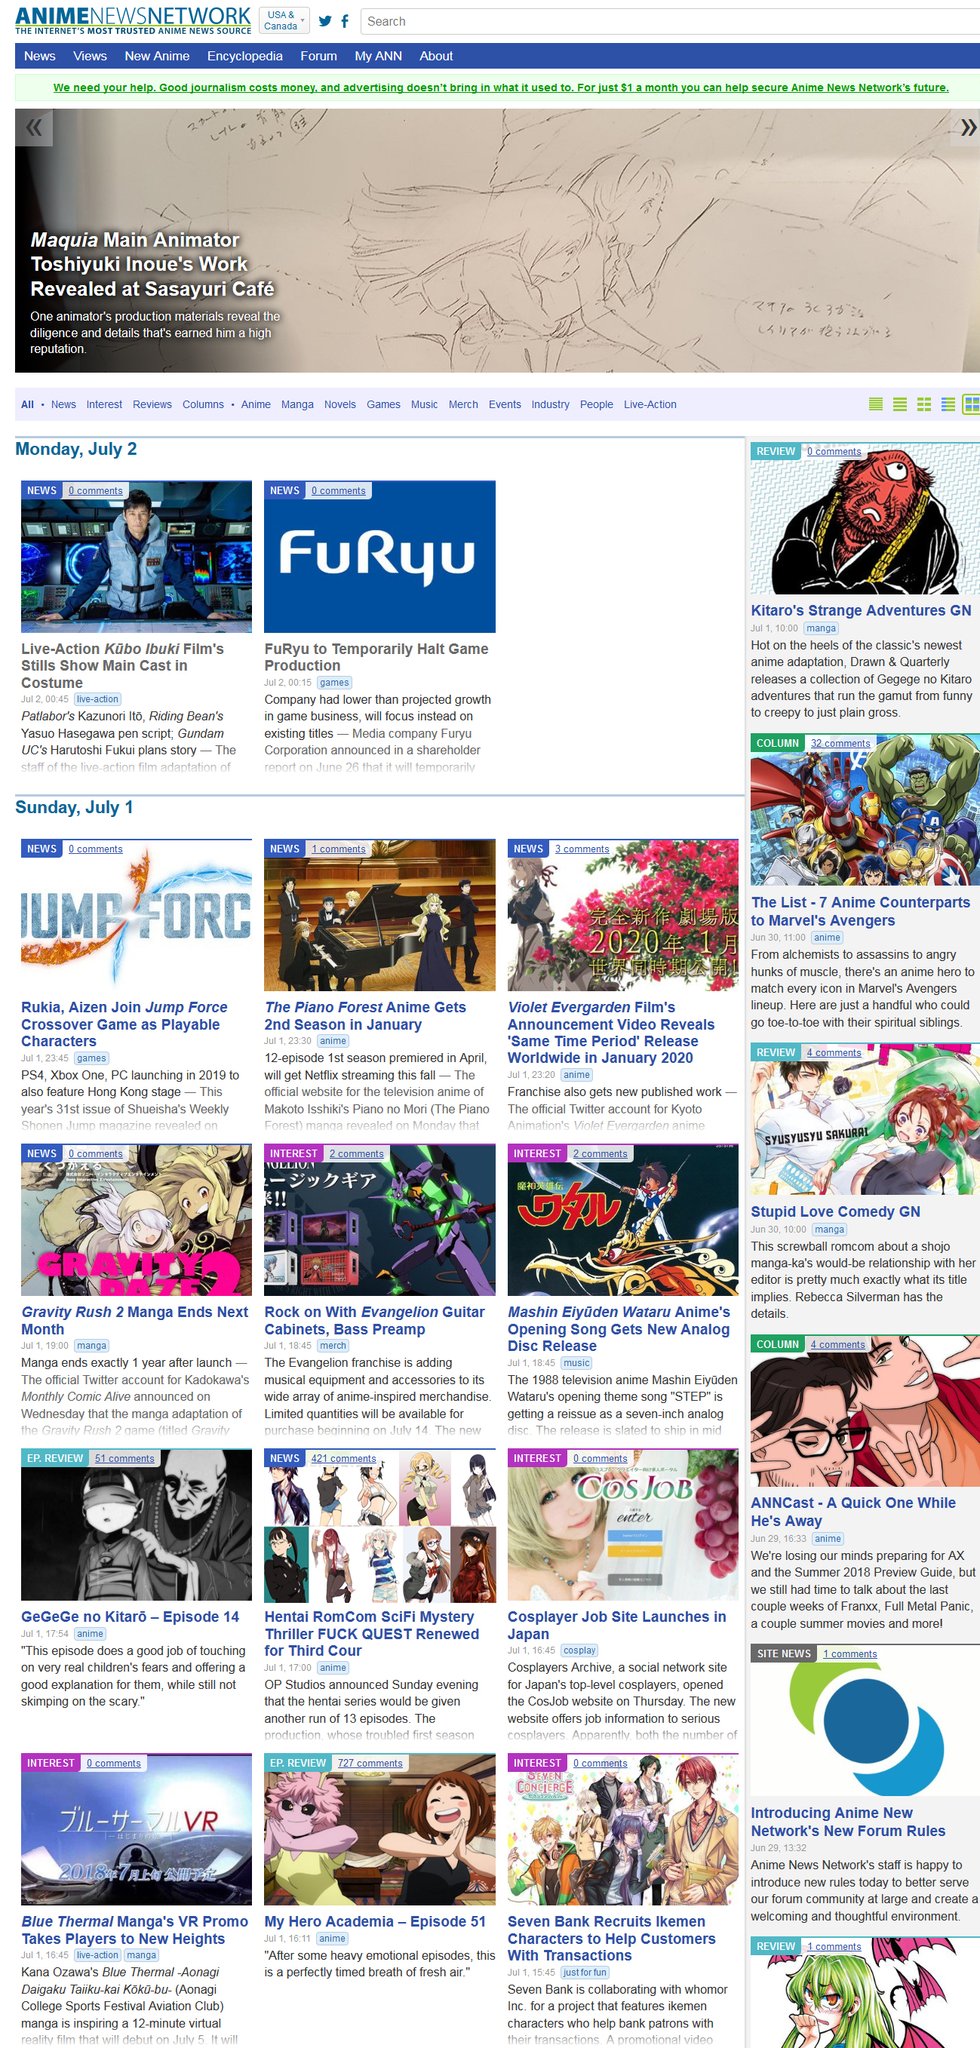 ANIMENEWSNETWORK
THE INTERNET'S MOST TRUSTED ANIME NEWS SOURCE
USA &
Canada
Search
News Views New Anime Encyclopedia Forum My ANN About
We need your help. Good journalism costs money, and advertising doesn't bring in what it used to. For just $1 a month you can help secure Anime News Network's future.
Maquia Main Animator
Toshiyuki Inoue's Work
Revealed at Sasayuri Café
One animator's production materials reveal the
diligence and details that's earned him a high
reputation.
All • News Interest Reviews Columns • Anime Manga Novels Games Music Merch Events Industry People Live-Action
Monday, July 2
NEWS 0 comments
Live-Action Kūbo Ibuki Film's
Stills Show Main Cast in
Costume
Jul 2, 00:45 live-action
Patlabor's Kazunori Itō, Riding Bean's
Yasuo Hasegawa pen script; Gundam
UC's Harutoshi Fukui plans story — The
staff of the live-action film adaptation of
NEWS 0 comments
FuRyu
FuRyu to Temporarily Halt Game
Production
Jul 2, 00:15 games
Company had lower than projected growth
in game business, will focus instead on
existing titles — Media company Furyu
Corporation announced in a shareholder
report on June 26 that it will temporarily
Sunday, July 1
NEWS 0 comments
JUMP FORC
Rukia, Aizen Join Jump Force
Crossover Game as Playable
Characters
Jul 1, 23:45 games
PS4, Xbox One, PC launching in 2019 to
also feature Hong Kong stage — This
year's 31st issue of Shueisha's Weekly
Shonen Jump magazine revealed on
NEWS 1 comments
The Piano Forest Anime Gets
2nd Season in January
Jul 1, 23:30 anime
12-episode 1st season premiered in April,
will get Netflix streaming this fall — The
official website for the television anime of
Makoto Isshiki's Piano no Mori (The Piano
Forest) manga revealed on Monday that
NEWS 3 comments
完全新作 劇場版
2020年 1月
世界同時期公開!
Violet Evergarden Film's
Announcement Video Reveals
'Same Time Period' Release
Worldwide in January 2020
Jul 1, 23:20 anime
Franchise also gets new published work —
The official Twitter account for Kyoto
Animation's Violet Evergarden anime
NEWS 0 comments
GRAVITY
DAZE 2
Gravity Rush 2 Manga Ends Next
Month
Jul 1, 19:00 manga
Manga ends exactly 1 year after launch —
The official Twitter account for Kadokawa's
Monthly Comic Alive announced on
Wednesday that the manga adaptation of
the Gravity Rush 2 game (titled Gravity
INTEREST 2 comments
ージックギア
Rock on With Evangelion Guitar
Cabinets, Bass Preamp
Jul 1, 18:45 merch
The Evangelion franchise is adding
musical equipment and accessories to its
wide array of anime-inspired merchandise.
Limited quantities will be available for
purchase beginning on July 14. The new
INTEREST 2 comments
魔神英雄伝
ワタル
Mashin Eiyūden Wataru Anime's
Opening Song Gets New Analog
Disc Release
Jul 1, 18:45 music
The 1988 television anime Mashin Eiyūden
Wataru's opening theme song "STEP" is
getting a reissue as a seven-inch analog
disc. The release is slated to ship in mid
EP. REVIEW 51 comments
GeGeGe no Kitarō – Episode 14
Jul 1, 17:54 anime
"This episode does a good job of touching
on very real children's fears and offering a
good explanation for them, while still not
skimping on the scary."
NEWS 421 comments
Hentai RomCom SciFi Mystery
Thriller FUCK QUEST Renewed
for Third Cour
Jul 1, 17:00 anime
OP Studios announced Sunday evening
that the hentai series would be given
another run of 13 episodes. The
production, whose troubled first season
INTEREST 0 comments
COSJOB
enter
Cosplayer Job Site Launches in
Japan
Jul 1, 16:45 cosplay
Cosplayers Archive, a social network site
for Japan's top-level cosplayers, opened
the CosJob website on Thursday. The new
website offers job information to serious
cosplayers. Apparently, both the number of
INTEREST 0 comments
ブルーサーマルVR
2018年7月上旬 公開予定
Blue Thermal Manga's VR Promo
Takes Players to New Heights
Jul 1, 16:45 live-action manga
Kana Ozawa's Blue Thermal -Aonagi
Daigaku Taiiku-kai Kōkū-bu- (Aonagi
College Sports Festival Aviation Club)
manga is inspiring a 12-minute virtual
reality film that will debut on July 5. It will
EP. REVIEW 727 comments
My Hero Academia – Episode 51
Jul 1, 16:11 anime
"After some heavy emotional episodes, this
is a perfectly timed breath of fresh air."
INTEREST 0 comments
SEVEN
CONCIERGE
Seven Bank Recruits Ikemen
Characters to Help Customers
With Transactions
Jul 1, 15:45 just for fun
Seven Bank is collaborating with whomor
Inc. for a project that features ikemen
characters who help bank patrons with
their transactions. A promotional video
REVIEW 0 comments
Kitaro's Strange Adventures GN
Jul 1, 10:00 manga
Hot on the heels of the classic's newest
anime adaptation, Drawn & Quarterly
releases a collection of Gegege no Kitaro
adventures that run the gamut from funny
to creepy to just plain gross.
COLUMN 32 comments
The List - 7 Anime Counterparts
to Marvel's Avengers
Jun 30, 11:00 anime
From alchemists to assassins to angry
hunks of muscle, there's an anime hero to
match every icon in Marvel's Avengers
lineup. Here are just a handful who could
go toe-to-toe with their spiritual siblings.
REVIEW 4 comments
SYUSYUSYU SAKURAI
Stupid Love Comedy GN
Jun 30, 10:00 manga
This screwball romcom about a shojo
manga-ka's would-be relationship with her
editor is pretty much exactly what its title
implies. Rebecca Silverman has the
details.
COLUMN 4 comments
ANNCast - A Quick One While
He's Away
Jun 29, 16:33 anime
We're losing our minds preparing for AX
and the Summer 2018 Preview Guide, but
we still had time to talk about the last
couple weeks of Franxx, Full Metal Panic,
a couple summer movies and more!
SITE NEWS 1 comments
Introducing Anime New
Network's New Forum Rules
Jun 29, 13:32
Anime News Network's staff is happy to
introduce new rules today to better serve
our forum community at large and create a
welcoming and thoughtful environment.
REVIEW 1 comments